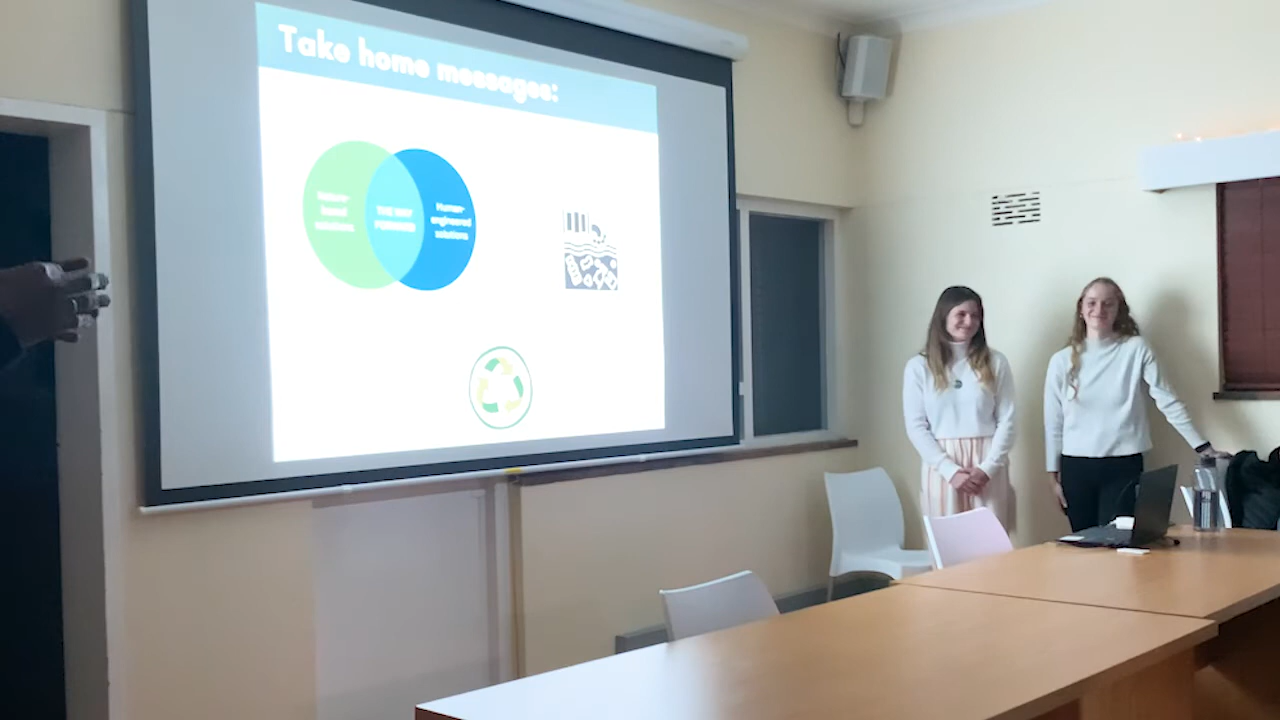 Take home messages:
Nature-
based
solutions
THE WAY
FORWARD
Human-
engineered
solutions